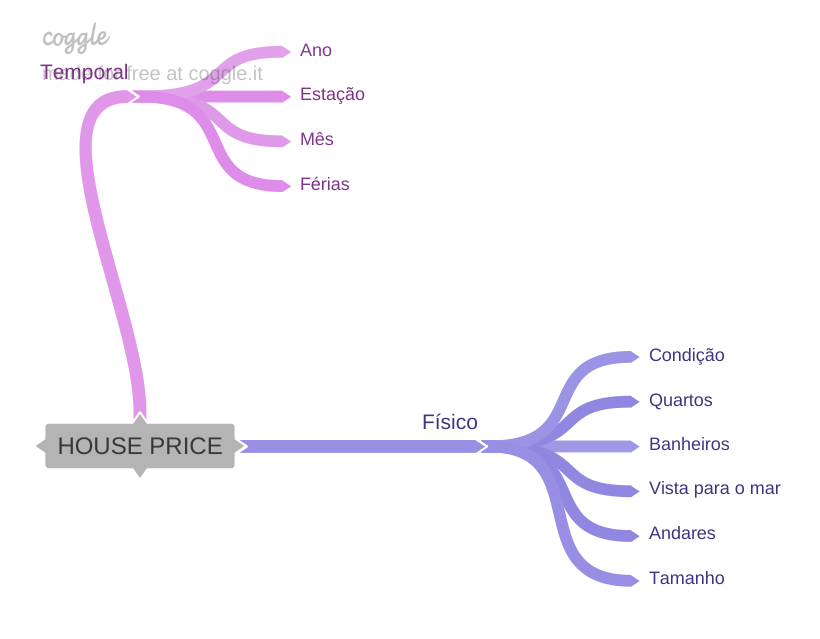 coggle
made for free at coggle.it
Temporal
Ano
Estação
Mês
Férias
HOUSE PRICE
Físico
Condição
Quartos
Banheiros
Vista para o mar
Andares
Tamanho